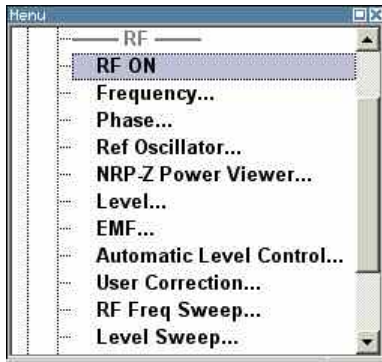 Menu
RF
RF ON
Frequency...
Phase...
Ref Oscillator...
NRP-Z Power Viewer...
Level...
EMF...
Automatic Level Control...
User Correction...
RF Freq Sweep...
Level Sweep...